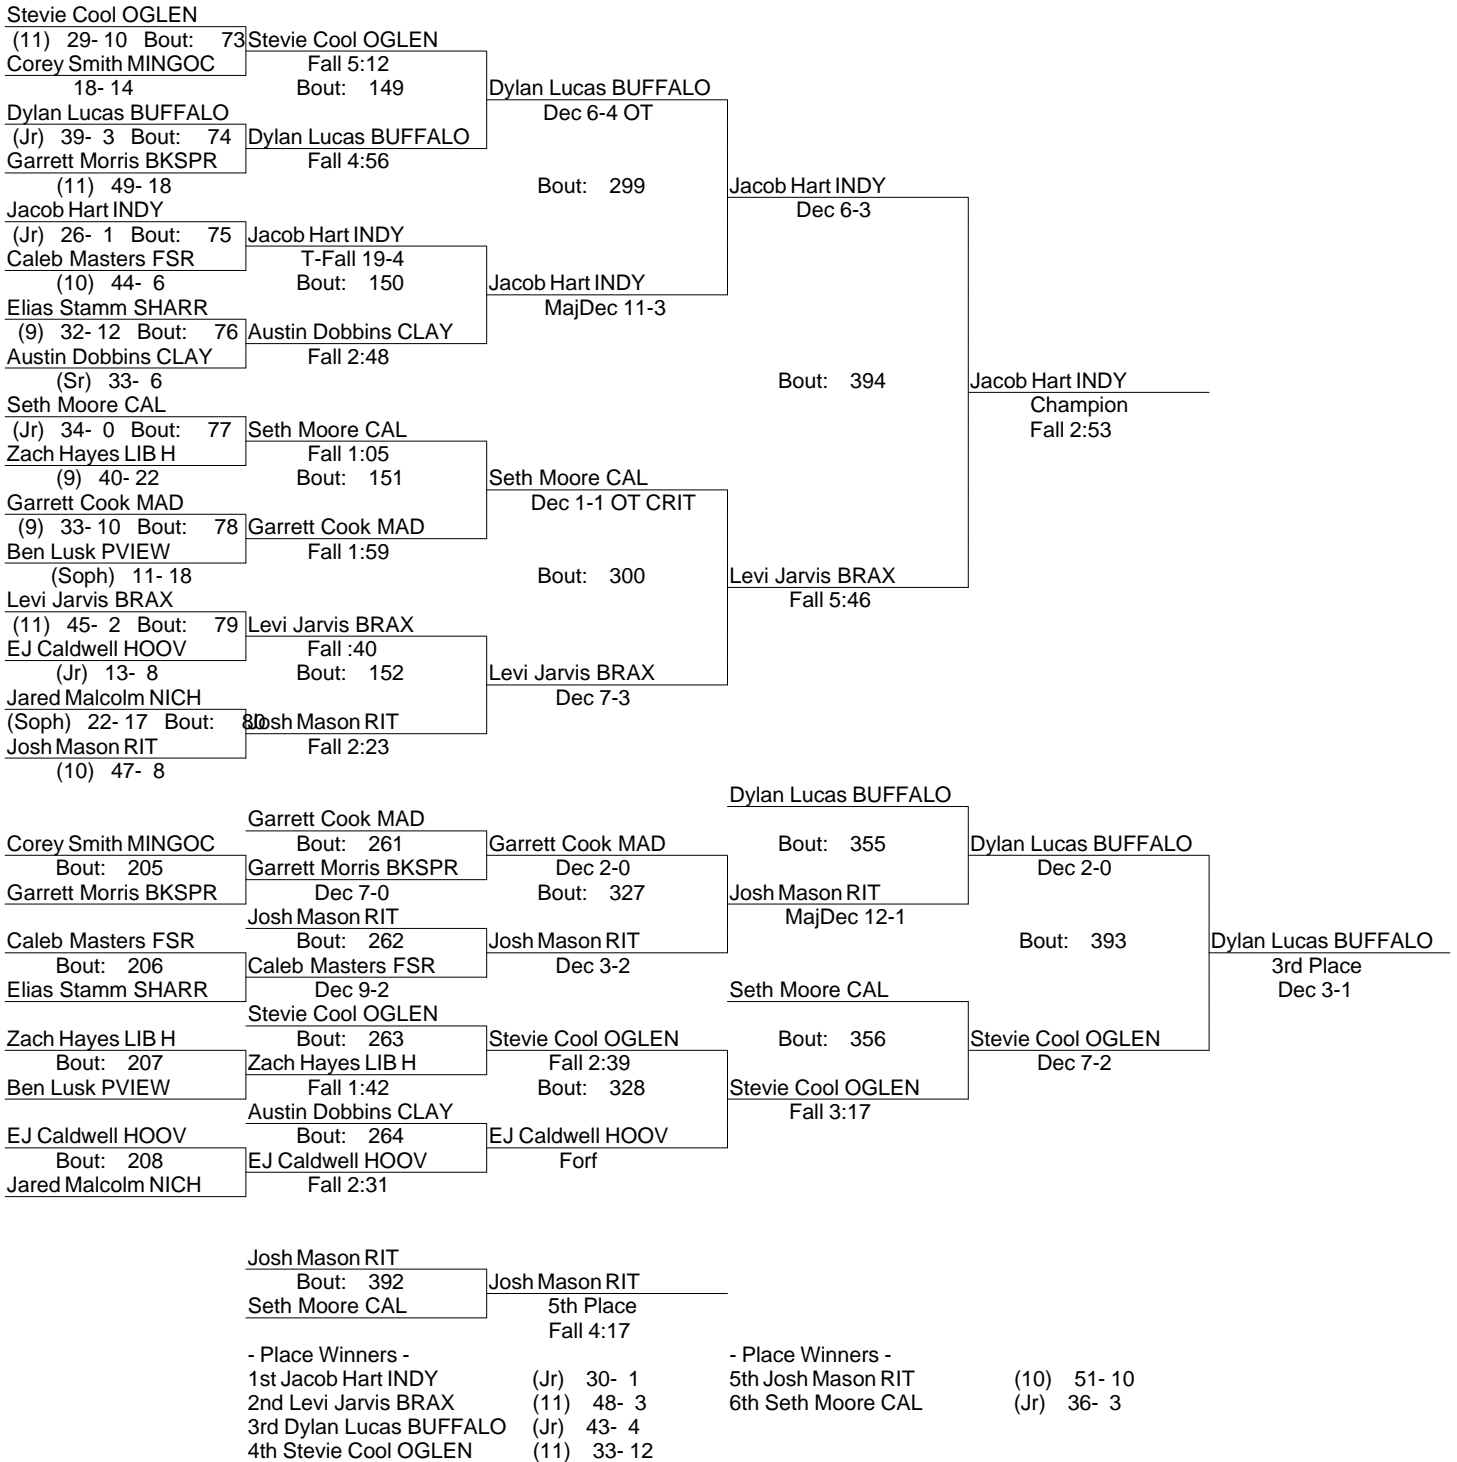 Stevie Cool OGLEN
(11) 29- 10 Bout: 73 Stevie Cool OGLEN
Corey Smith MINGOC Fall 5:12
18- 14 Bout: 149 Dylan Lucas BUFFALO
Dylan Lucas BUFFALO Dec 6-4 OT
(Jr) 39- 3 Bout: 74 Dylan Lucas BUFFALO
Garrett Morris BKSPR Fall 4:56
(11) 49- 18 Bout: 299 Jacob Hart INDY
Jacob Hart INDY Dec 6-3
(Jr) 26- 1 Bout: 75 Jacob Hart INDY
Caleb Masters FSR T-Fall 19-4
(10) 44- 6 Bout: 150 Jacob Hart INDY
Elias Stamm SHARR MajDec 11-3
(9) 32- 12 Bout: 76 Austin Dobbins CLAY
Austin Dobbins CLAY Fall 2:48
(Sr) 33- 6 Bout: 394 Jacob Hart INDY
Seth Moore CAL Champion
(Jr) 34- 0 Bout: 77 Seth Moore CAL Fall 2:53
Zach Hayes LIB H Fall 1:05
(9) 40- 22 Bout: 151 Seth Moore CAL
Garrett Cook MAD Dec 1-1 OT CRIT
(9) 33- 10 Bout: 78 Garrett Cook MAD
Ben Lusk PVIEW Fall 1:59
(Soph) 11- 18 Bout: 300 Levi Jarvis BRAX
Levi Jarvis BRAX Fall 5:46
(11) 45- 2 Bout: 79 Levi Jarvis BRAX
EJ Caldwell HOOV Fall :40
(Jr) 13- 8 Bout: 152 Levi Jarvis BRAX
Jared Malcolm NICH Dec 7-3
(Soph) 22- 17 Bout: 80 Josh Mason RIT
Josh Mason RIT Fall 2:23
(10) 47- 8
Dylan Lucas BUFFALO
Garrett Cook MAD
Corey Smith MINGOC Bout: 261 Garrett Cook MAD Bout: 355 Dylan Lucas BUFFALO
Bout: 205 Garrett Morris BKSPR Dec 2-0 Dec 2-0
Garrett Morris BKSPR Dec 7-0 Bout: 327 Josh Mason RIT
Josh Mason RIT MajDec 12-1
Caleb Masters FSR Bout: 262 Josh Mason RIT Bout: 393 Dylan Lucas BUFFALO
Bout: 206 Caleb Masters FSR Dec 3-2 3rd Place
Elias Stamm SHARR Dec 9-2 Seth Moore CAL Dec 3-1
Stevie Cool OGLEN
Zach Hayes LIB H Bout: 263 Stevie Cool OGLEN Bout: 356 Stevie Cool OGLEN
Bout: 207 Zach Hayes LIB H Fall 2:39 Dec 7-2
Ben Lusk PVIEW Fall 1:42 Bout: 328 Stevie Cool OGLEN
Austin Dobbins CLAY Fall 3:17
EJ Caldwell HOOV Bout: 264 EJ Caldwell HOOV
Bout: 208 EJ Caldwell HOOV Forf
Jared Malcolm NICH Fall 2:31
Josh Mason RIT
Bout: 392 Josh Mason RIT
Seth Moore CAL 5th Place
Fall 4:17
- Place Winners - - Place Winners -
1st Jacob Hart INDY (Jr) 30- 1 5th Josh Mason RIT (10) 51- 10
2nd Levi Jarvis BRAX (11) 48- 3 6th Seth Moore CAL (Jr) 36- 3
3rd Dylan Lucas BUFFALO (Jr) 43- 4
4th Stevie Cool OGLEN (11) 33- 12